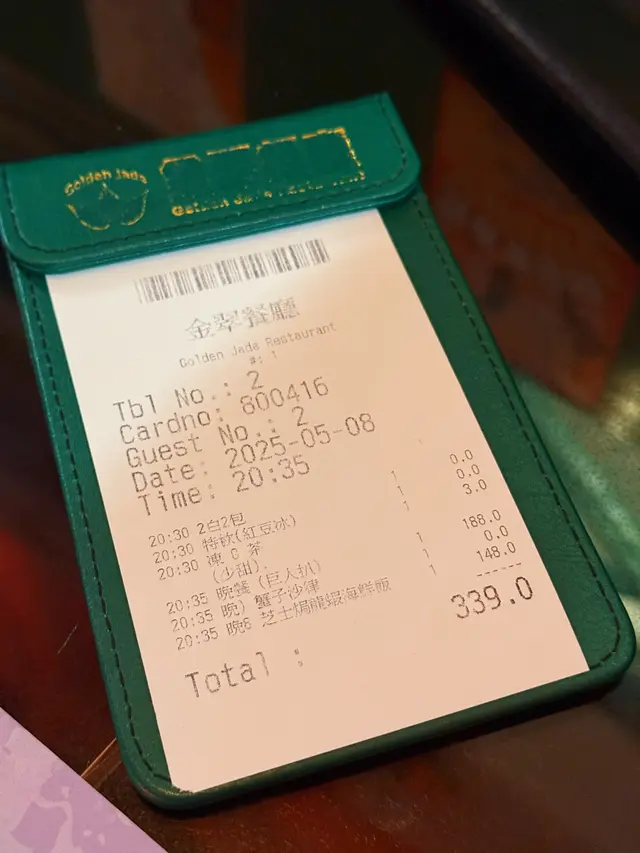 Golden Jade
金翠餐廳
Golden Jade Restaurant
#: 1
Tbl No.: 2
Cardno: 800416
Guest No.: 2
Date: 2025-05-08
Time: 20:35
20:30 2白2包 1 0.0
20:30 特飲(紅豆冰) 1 0.0
20:30 凍 C 茶 1 3.0
(少甜).
20:35 晚餐 (巨人扒) 1 188.0
20:35 晚) 蟹子沙律 1 0.0
20:35 晚6 芝士焗龍蝦海鮮飯 1 148.0
------
Total : 339.0